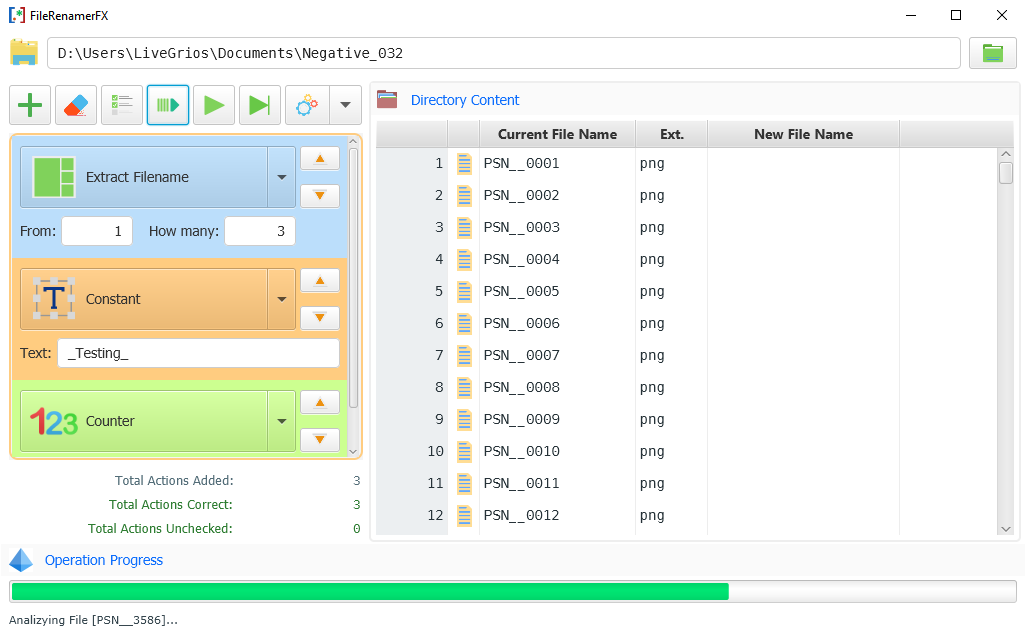 FileRenamerFX
D:\Users\LiveGrios\Documents\Negative_032
Extract Filename
From: 1 How many: 3
Constant
Text: _Testing_
123 Counter
Total Actions Added: 3
Total Actions Correct: 3
Total Actions Unchecked: 0
Directory Content
Current File Name Ext. New File Name
1 PSN__0001 png
2 PSN__0002 png
3 PSN__0003 png
4 PSN__0004 png
5 PSN__0005 png
6 PSN__0006 png
7 PSN__0007 png
8 PSN__0008 png
9 PSN__0009 png
10 PSN__0010 png
11 PSN__0011 png
12 PSN__0012 png
Operation Progress
Analizying File [PSN__3586]...